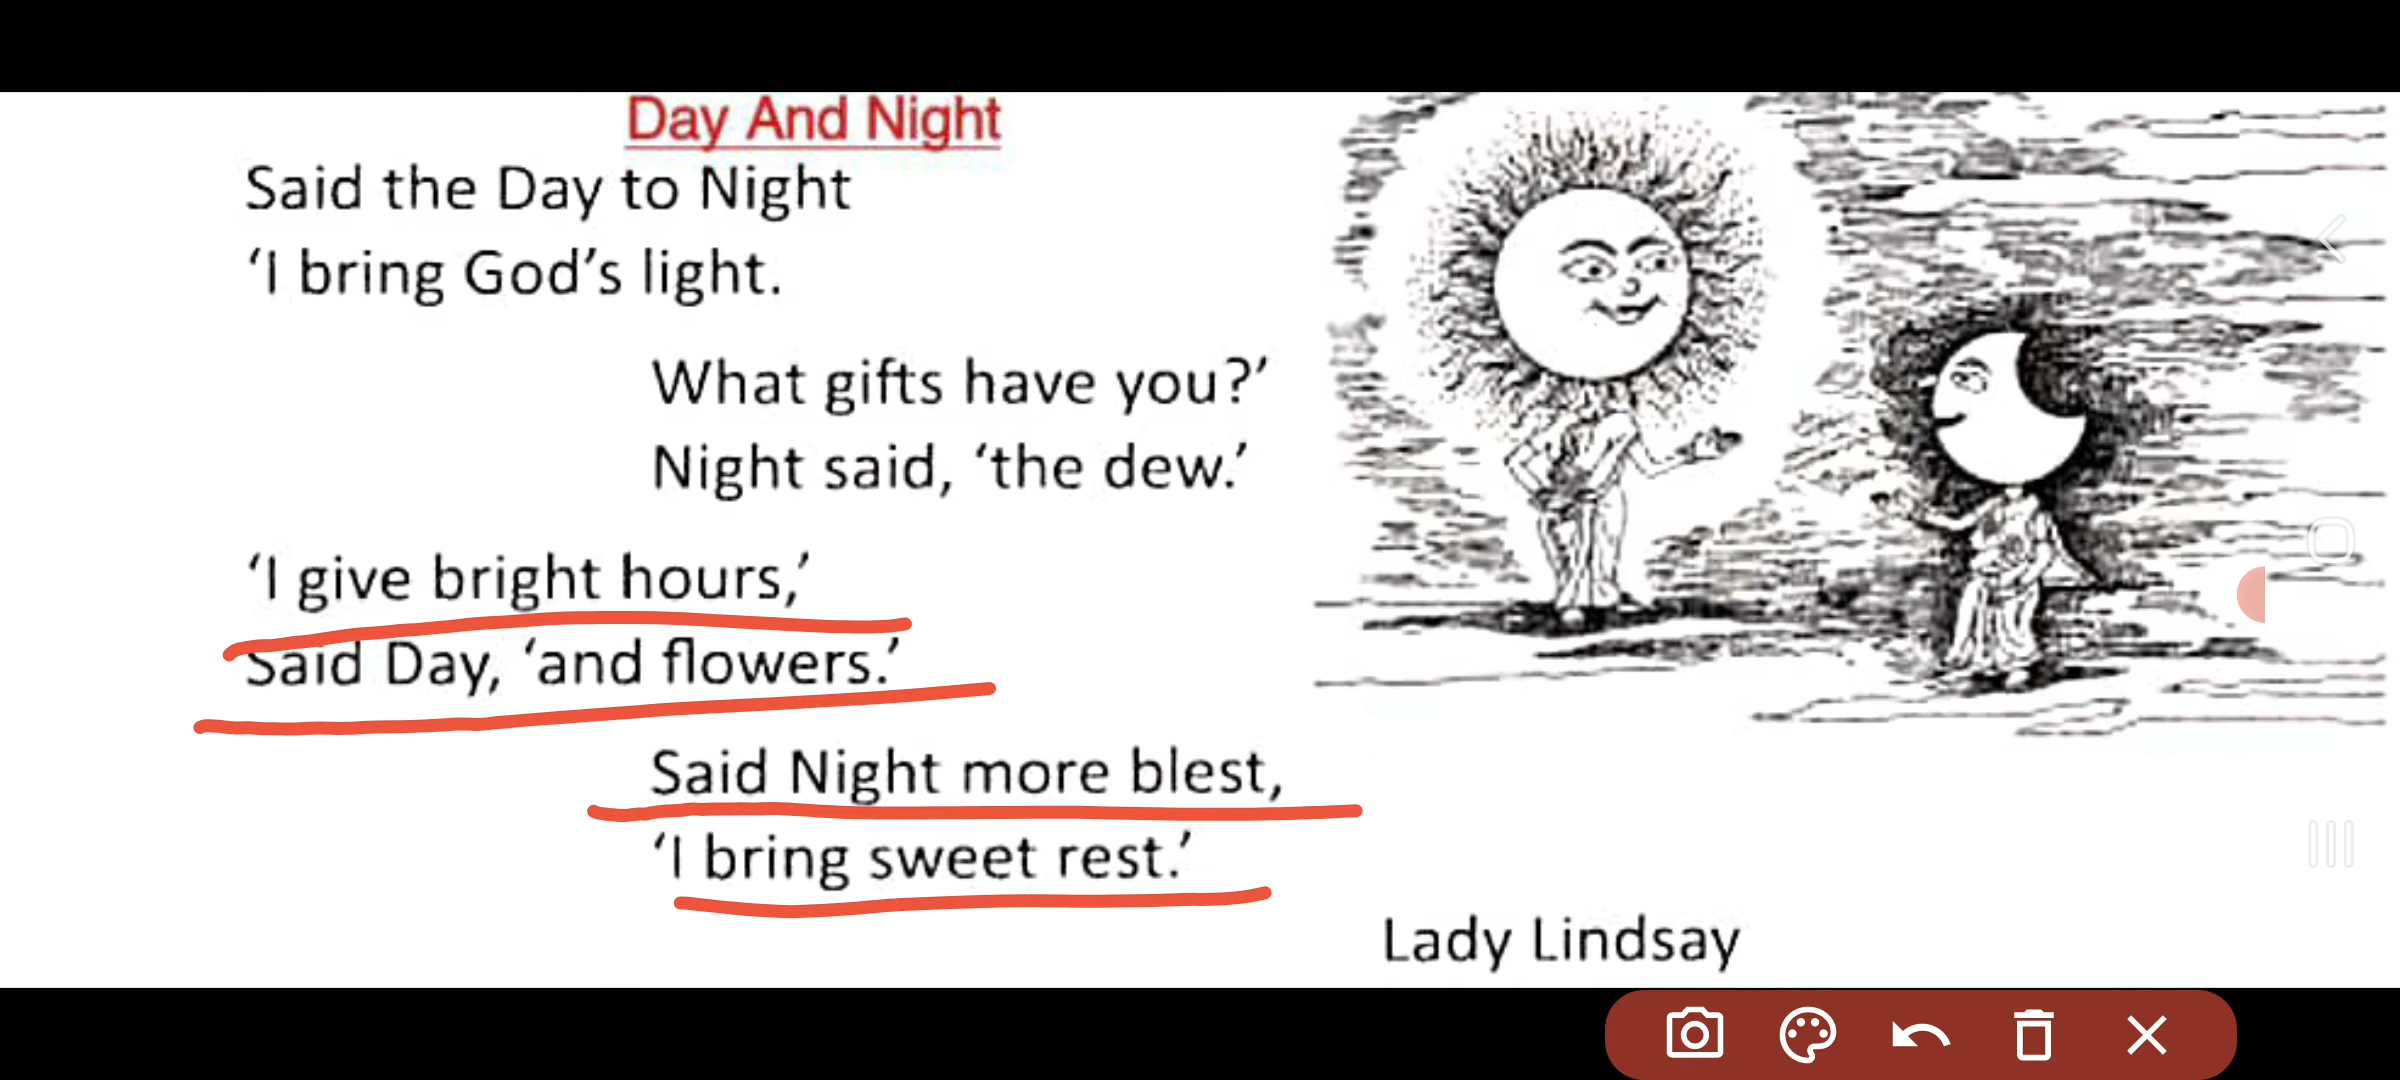 Day And Night
Said the Day to Night
‘I bring God’s light.
What gifts have you?’
Night said, ‘the dew.’
‘I give bright hours,’
Said Day, ‘and flowers.’
Said Night more blest,
‘I bring sweet rest.’
Lady Lindsay